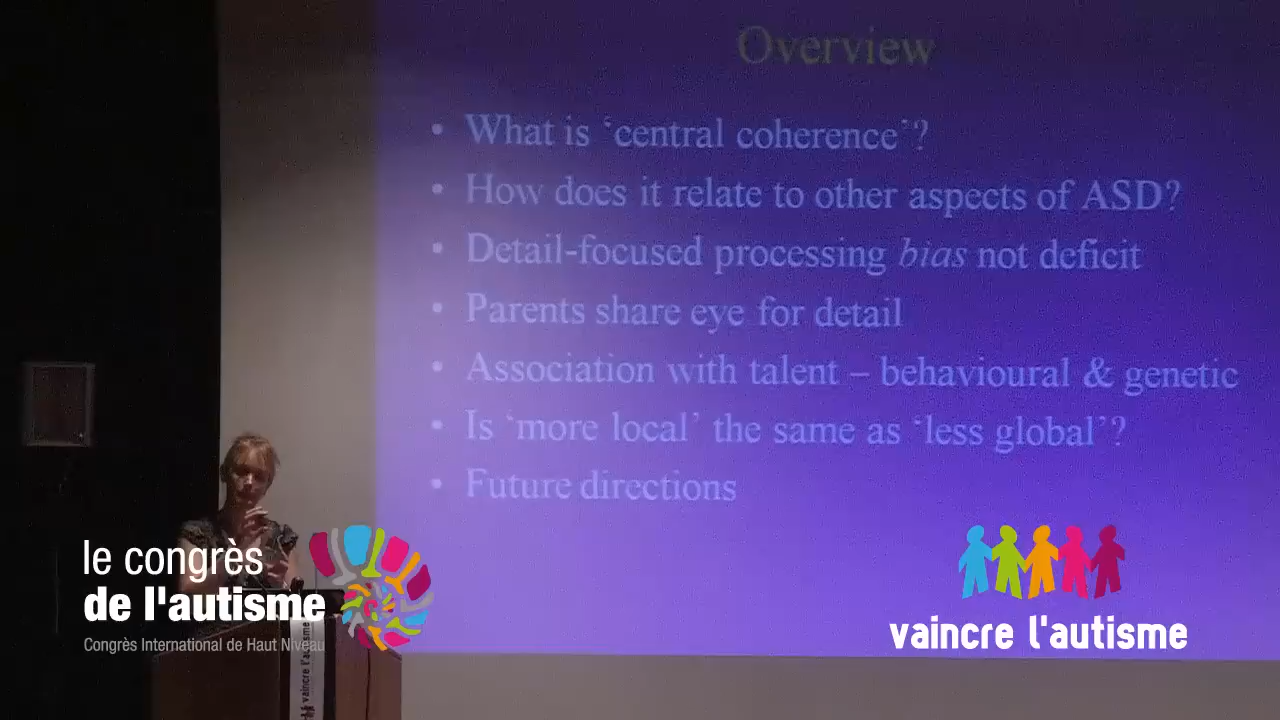 Overview
• What is ‘central coherence’?
• How does it relate to other aspects of ASD?
• Detail-focused processing bias not deficit
• Parents share eye for detail
• Association with talent – behavioural & genetic
• Is ‘more local’ the same as ‘less global’?
• Future directions
le congrès
de l'autisme
Congrès International de Haut Niveau
vaincre l'autisme
vaincre l'autisme